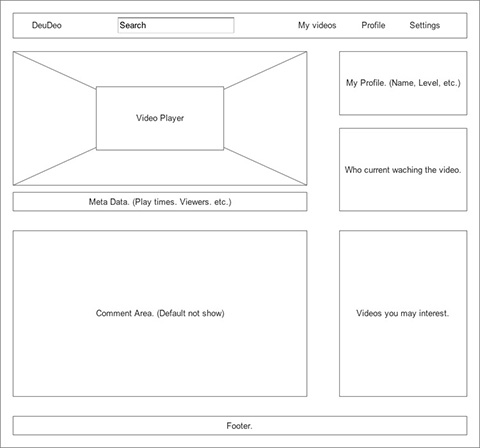 DeuDeo Search My videos Profile Settings
Video Player
My Profile. (Name, Level, etc.)
Who current waching the video.
Meta Data. (Play times. Viewers. etc.)
Comment Area. (Default not show)
Videos you may interest.
Footer.